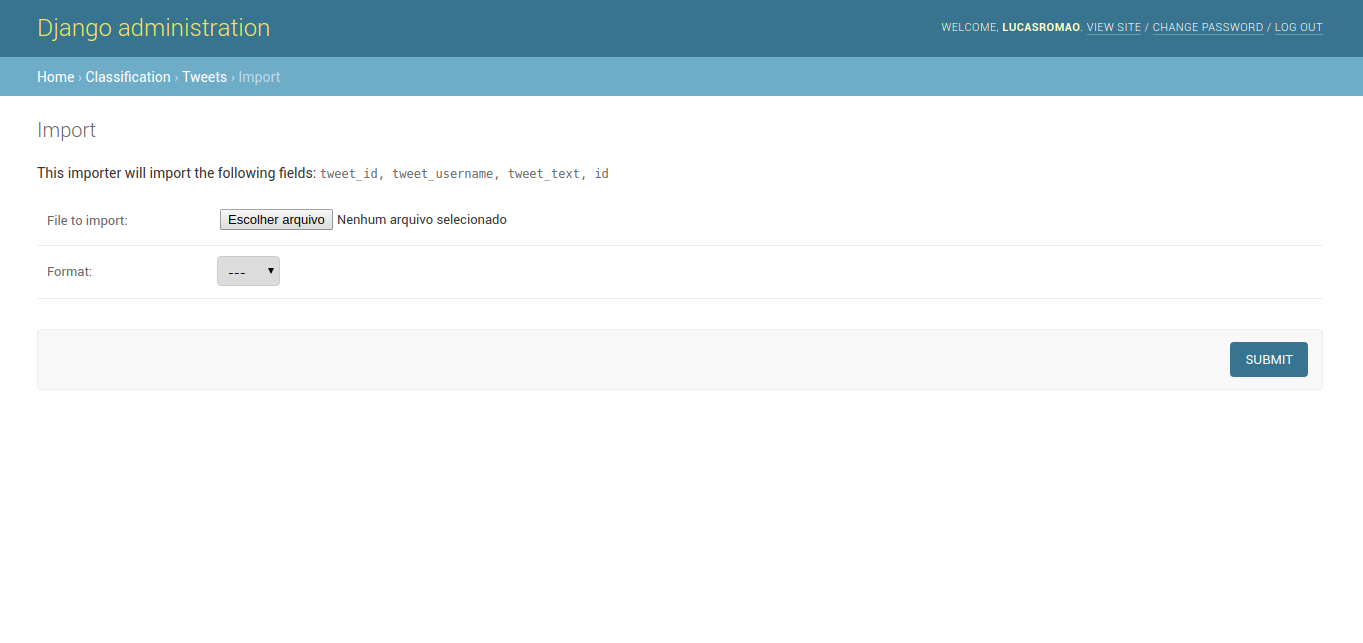 Django administration
WELCOME, LUCASROMAO. VIEW SITE / CHANGE PASSWORD / LOG OUT
Home › Classification › Tweets › Import
Import
This importer will import the following fields: tweet_id, tweet_username, tweet_text, id
File to import: Escolher arquivo Nenhum arquivo selecionado
Format: ---
SUBMIT